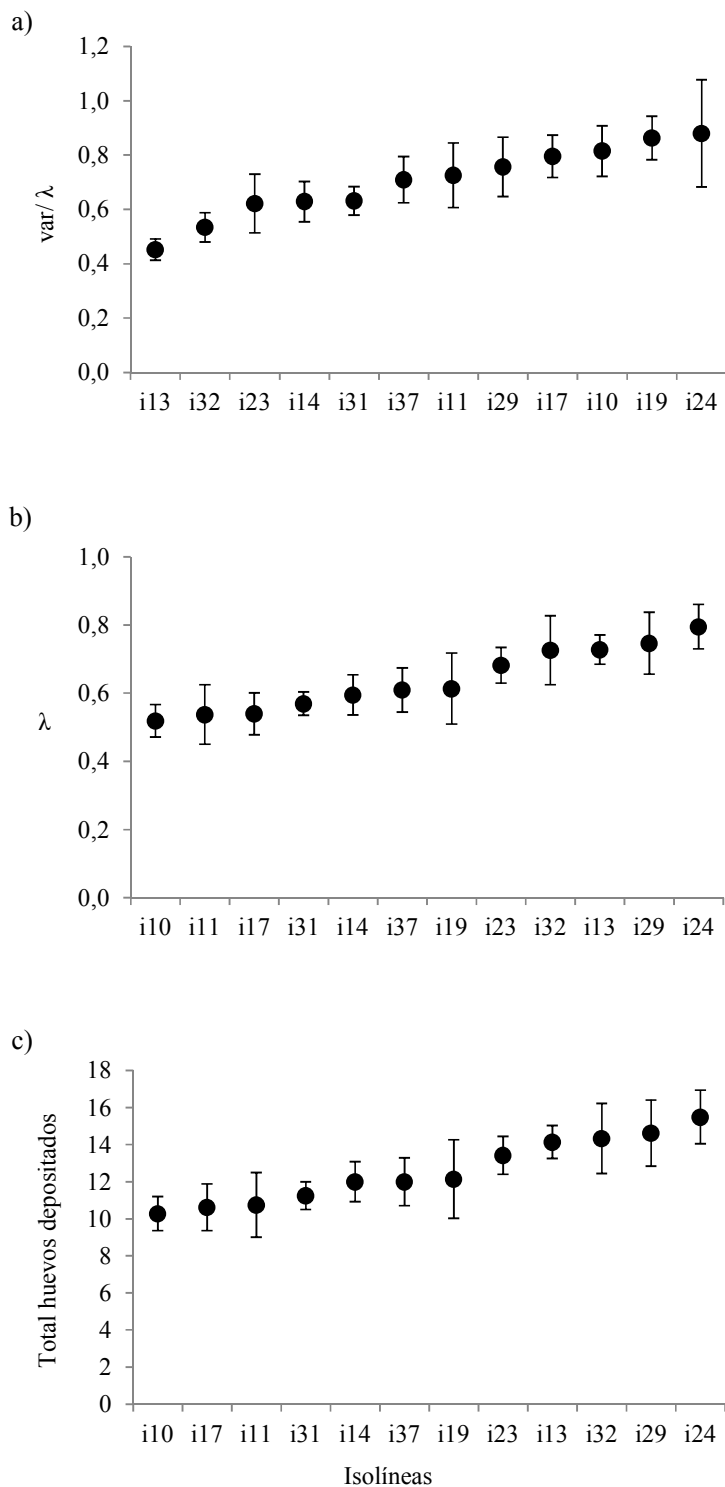 a)
1,2
1,0
0,8
0,6
0,4
0,2
0,0
var/ λ
i13 i32 i23 i14 i31 i37 i11 i29 i17 i10 i19 i24
b)
1,0
0,8
0,6
0,4
0,2
0,0
λ
i10 i11 i17 i31 i14 i37 i19 i23 i32 i13 i29 i24
c)
18
16
14
12
10
8
6
4
2
0
Total huevos depositados
i10 i17 i11 i31 i14 i37 i19 i23 i13 i32 i29 i24
Isolíneas